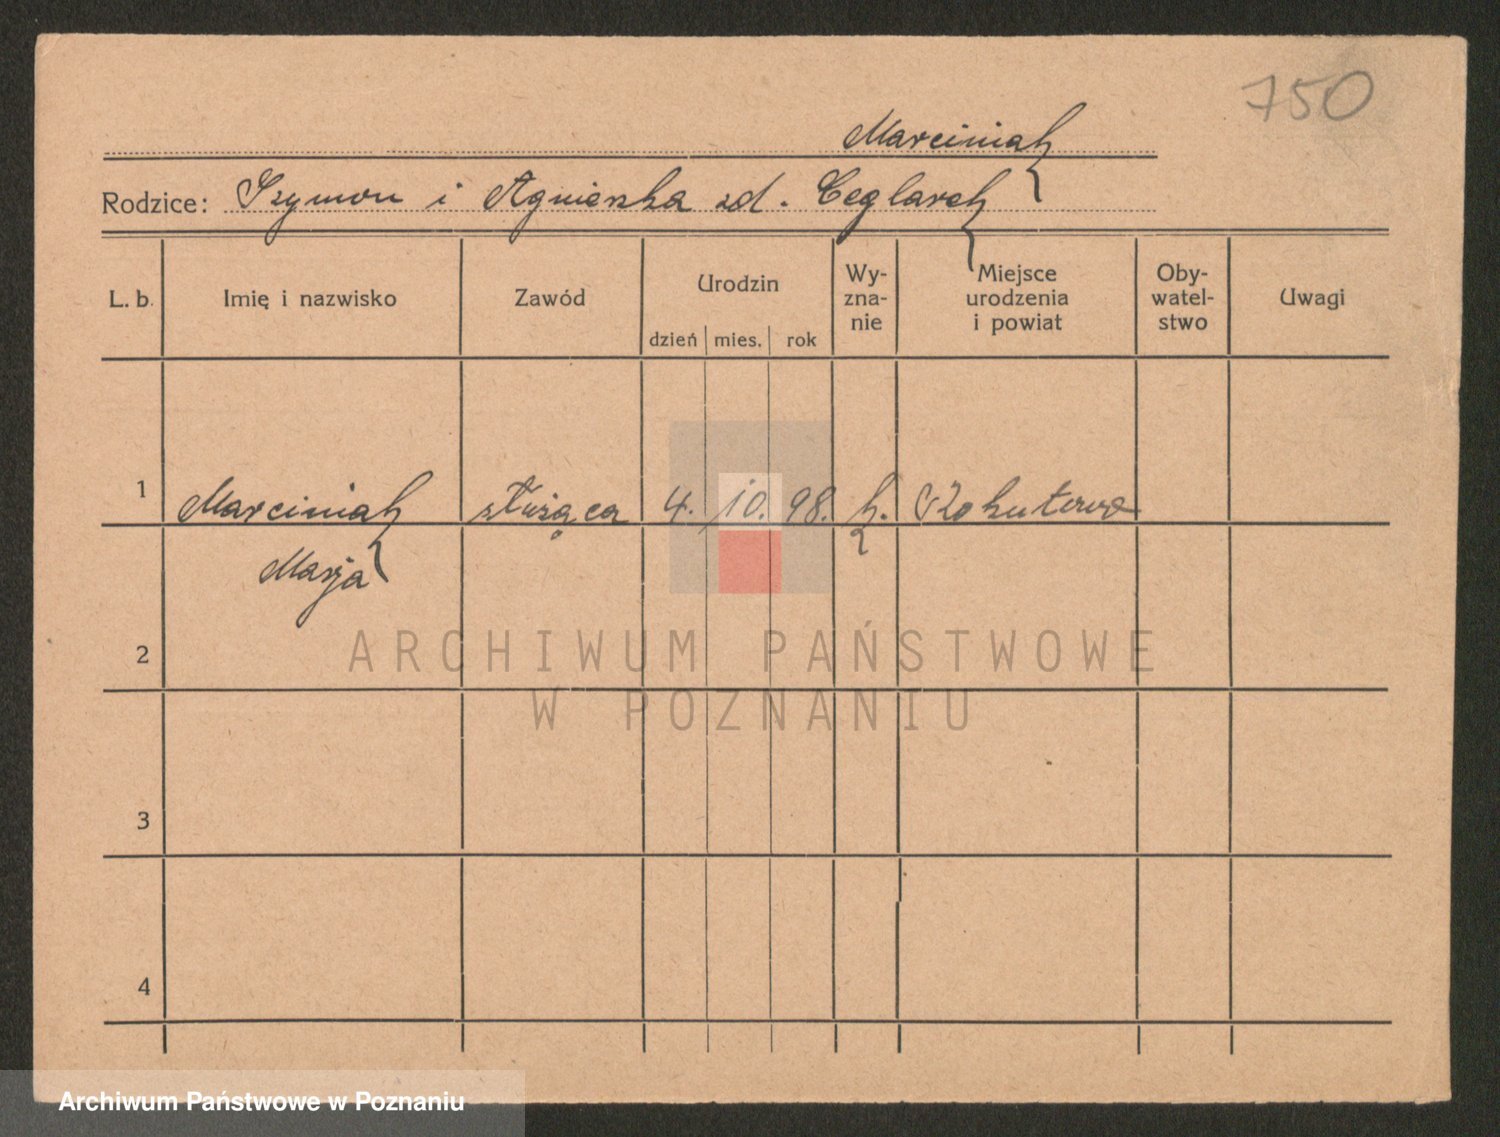 750
Marciniak
Rodzice: Szymon i Agnieszka zd. Ceglarek
L. b. Imię i nazwisko Zawód Urodzin dzień mies. rok Wy-zna-nie Miejsce urodzenia i powiat Oby-watel-stwo Uwagi
1 Marciniak służąca 4. 10. 98. k.
Marja
2
ARCHIWUM PAŃSTWOWE
W POZNANIU
3
4
Archiwum Państwowe w Poznaniu